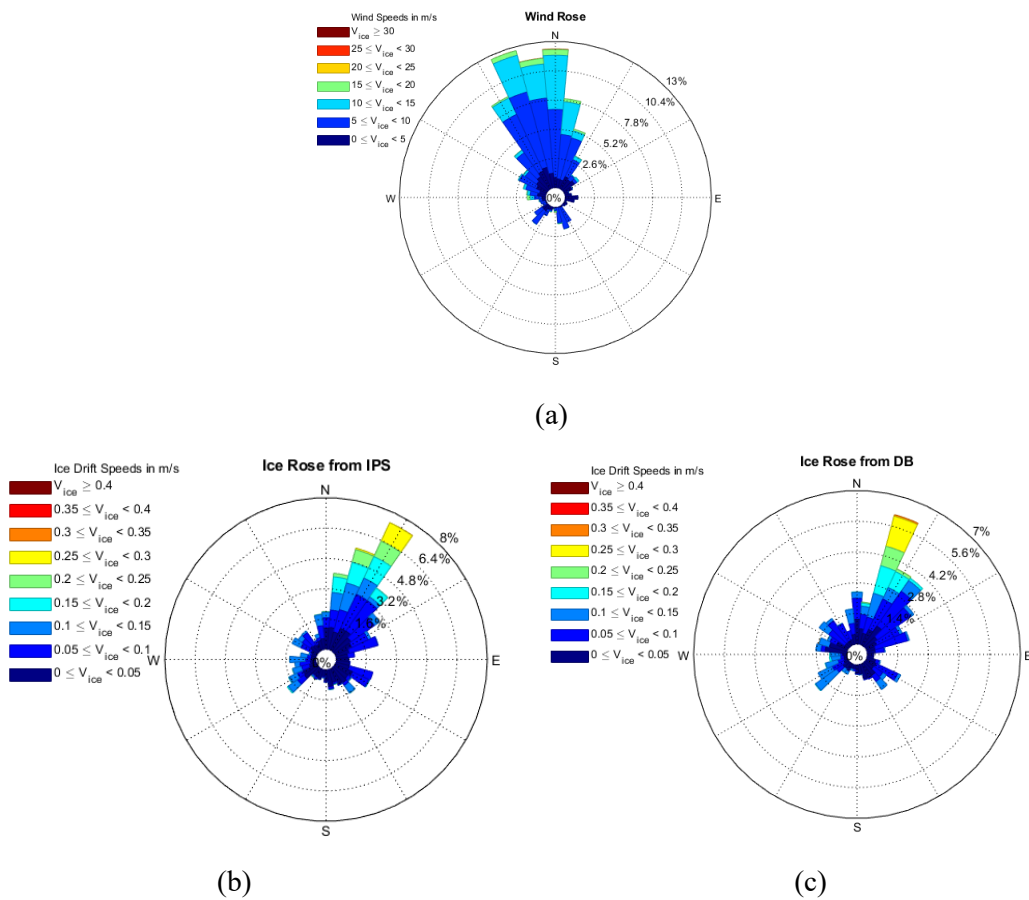 Wind Speeds in m/s
V_ice ≥ 30
25 ≤ V_ice < 30
20 ≤ V_ice < 25
15 ≤ V_ice < 20
10 ≤ V_ice < 15
5 ≤ V_ice < 10
0 ≤ V_ice < 5
Wind Rose
N
13%
10.4%
7.8%
5.2%
2.6%
0%
W
E
S
(a)
Ice Drift Speeds in m/s
V_ice ≥ 0.4
0.35 ≤ V_ice < 0.4
0.3 ≤ V_ice < 0.35
0.25 ≤ V_ice < 0.3
0.2 ≤ V_ice < 0.25
0.15 ≤ V_ice < 0.2
0.1 ≤ V_ice < 0.15
0.05 ≤ V_ice < 0.1
0 ≤ V_ice < 0.05
Ice Rose from IPS
N
8%
6.4%
4.8%
3.2%
1.6%
0%
W
E
S
(b)
Ice Drift Speeds in m/s
V_ice ≥ 0.4
0.35 ≤ V_ice < 0.4
0.3 ≤ V_ice < 0.35
0.25 ≤ V_ice < 0.3
0.2 ≤ V_ice < 0.25
0.15 ≤ V_ice < 0.2
0.1 ≤ V_ice < 0.15
0.05 ≤ V_ice < 0.1
0 ≤ V_ice < 0.05
Ice Rose from DB
N
7%
5.6%
4.2%
2.8%
1.4%
0%
W
E
S
(c)